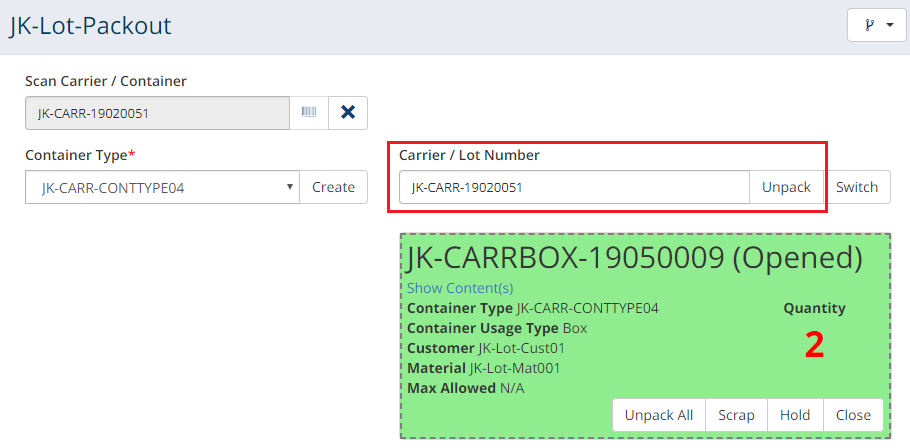 JK-Lot-Packout
Scan Carrier / Container
JK-CARR-19020051
Container Type*
JK-CARR-CONTTYPE04
Create
Carrier / Lot Number
JK-CARR-19020051
Unpack
Switch
JK-CARRBOX-19050009 (Opened)
Show Content(s)
Container Type JK-CARR-CONTTYPE04
Container Usage Type Box
Customer JK-Lot-Cust01
Material JK-Lot-Mat001
Max Allowed N/A
Quantity
2
Unpack All
Scrap
Hold
Close